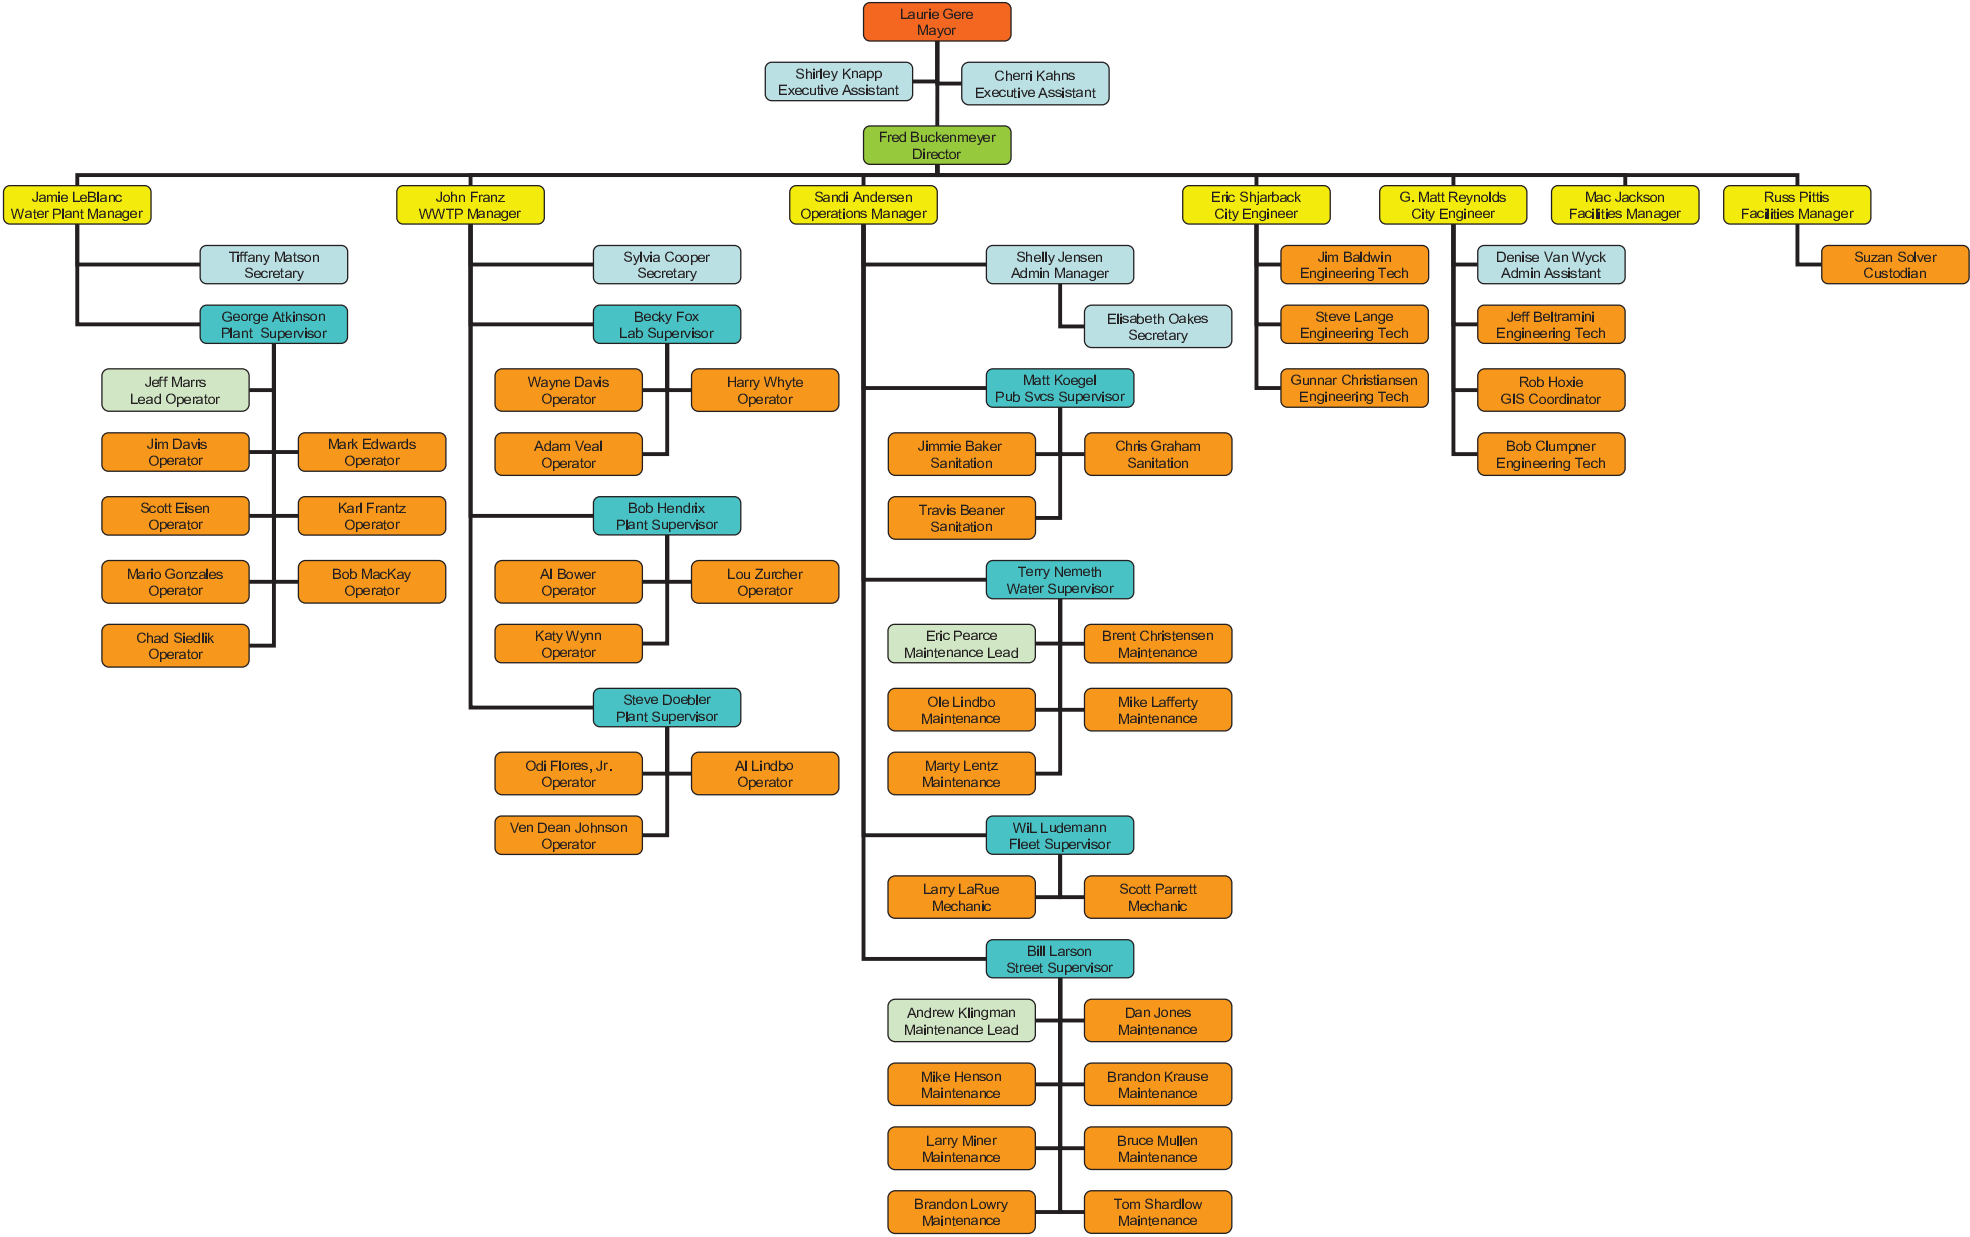 Laurie Gere
Mayor
Shirley Knapp
Executive Assistant
Cherri Kahns
Executive Assistant
Fred Buckenmeyer
Director
Jamie LeBlanc
Water Plant Manager
John Franz
WWTP Manager
Sandi Andersen
Operations Manager
Eric Shjarback
City Engineer
G. Matt Reynolds
City Engineer
Mac Jackson
Facilities Manager
Russ Pittis
Facilities Manager
Tiffany Matson
Secretary
George Atkinson
Plant  Supervisor
Jeff Marrs
Lead Operator
Jim Davis
Operator
Mark Edwards
Operator
Scott Eisen
Operator
Karl Frantz
Operator
Mario Gonzales
Operator
Bob MacKay
Operator
Chad Siedlik
Operator
Sylvia Cooper
Secretary
Becky Fox
Lab Supervisor
Wayne Davis
Operator
Harry Whyte
Operator
Adam Veal
Operator
Bob Hendrix
Plant Supervisor
Al Bower
Operator
Lou Zurcher
Operator
Katy Wynn
Operator
Steve Doebler
Plant Supervisor
Odi Flores, Jr.
Operator
Al Lindbo
Operator
Ven Dean Johnson
Operator
Shelly Jensen
Admin Manager
Elisabeth Oakes
Secretary
Matt Koegel
Pub Svcs Supervisor
Jimmie Baker
Sanitation
Chris Graham
Sanitation
Travis Beaner
Sanitation
Terry Nemeth
Water Supervisor
Eric Pearce
Maintenance Lead
Brent Christensen
Maintenance
Ole Lindbo
Maintenance
Mike Lafferty
Maintenance
Marty Lentz
Maintenance
WiL Ludemann
Fleet Supervisor
Larry LaRue
Mechanic
Scott Parrett
Mechanic
Bill Larson
Street Supervisor
Andrew Klingman
Maintenance Lead
Dan Jones
Maintenance
Mike Henson
Maintenance
Brandon Krause
Maintenance
Larry Miner
Maintenance
Bruce Mullen
Maintenance
Brandon Lowry
Maintenance
Tom Shardlow
Maintenance
Jim Baldwin
Engineering Tech
Steve Lange
Engineering Tech
Gunnar Christiansen
Engineering Tech
Denise Van Wyck
Admin Assistant
Jeff Beltramini
Engineering Tech
Rob Hoxie
GIS Coordinator
Bob Clumpner
Engineering Tech
Suzan Solver
Custodian